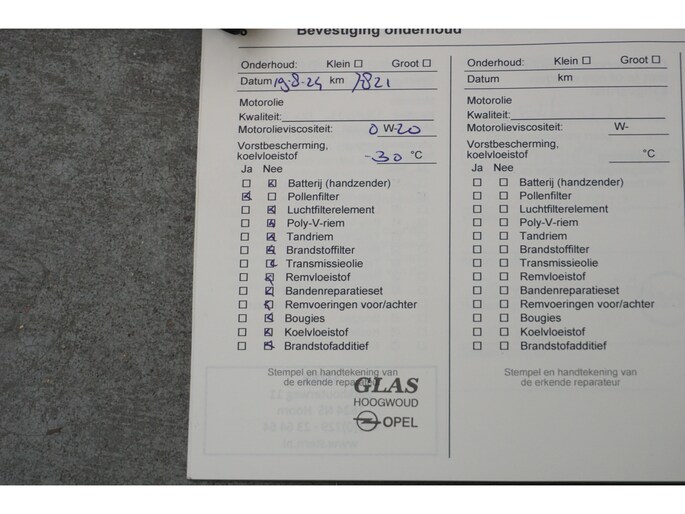 Bevestiging onderhoud
Onderhoud: Klein ☐ Groot ☐
Datum 19-8-24 km 7821
Motorolie
Kwaliteit:
Motorolieviscositeit: 0 W-20
Vorstbescherming,
koelvloeistof -30 °C
Ja Nee
☐ ☒ Batterij (handzender)
☒ ☐ Pollenfilter
☐ ☒ Luchtfilterelement
☐ ☒ Poly-V-riem
☐ ☒ Tandriem
☐ ☒ Brandstoffilter
☐ ☒ Transmissieolie
☐ ☒ Remvloeistof
☐ ☒ Bandenreparatieset
☐ ☒ Remvoeringen voor/achter
☐ ☒ Bougies
☐ ☒ Koelvloeistof
☐ ☒ Brandstofadditief
Stempel en handtekening van
de erkende reparateur
GLAS
HOOGWOUD
OPEL
Onderhoud: Klein ☐ Groot ☐
Datum km
Motorolie
Kwaliteit:
Motorolieviscositeit: W-
Vorstbescherming,
koelvloeistof °C
Ja Nee
☐ ☐ Batterij (handzender)
☐ ☐ Pollenfilter
☐ ☐ Luchtfilterelement
☐ ☐ Poly-V-riem
☐ ☐ Tandriem
☐ ☐ Brandstoffilter
☐ ☐ Transmissieolie
☐ ☐ Remvloeistof
☐ ☐ Bandenreparatieset
☐ ☐ Remvoeringen voor/achter
☐ ☐ Bougies
☐ ☐ Koelvloeistof
☐ ☐ Brandstofadditief
Stempel en handtekening van
de erkende reparateur